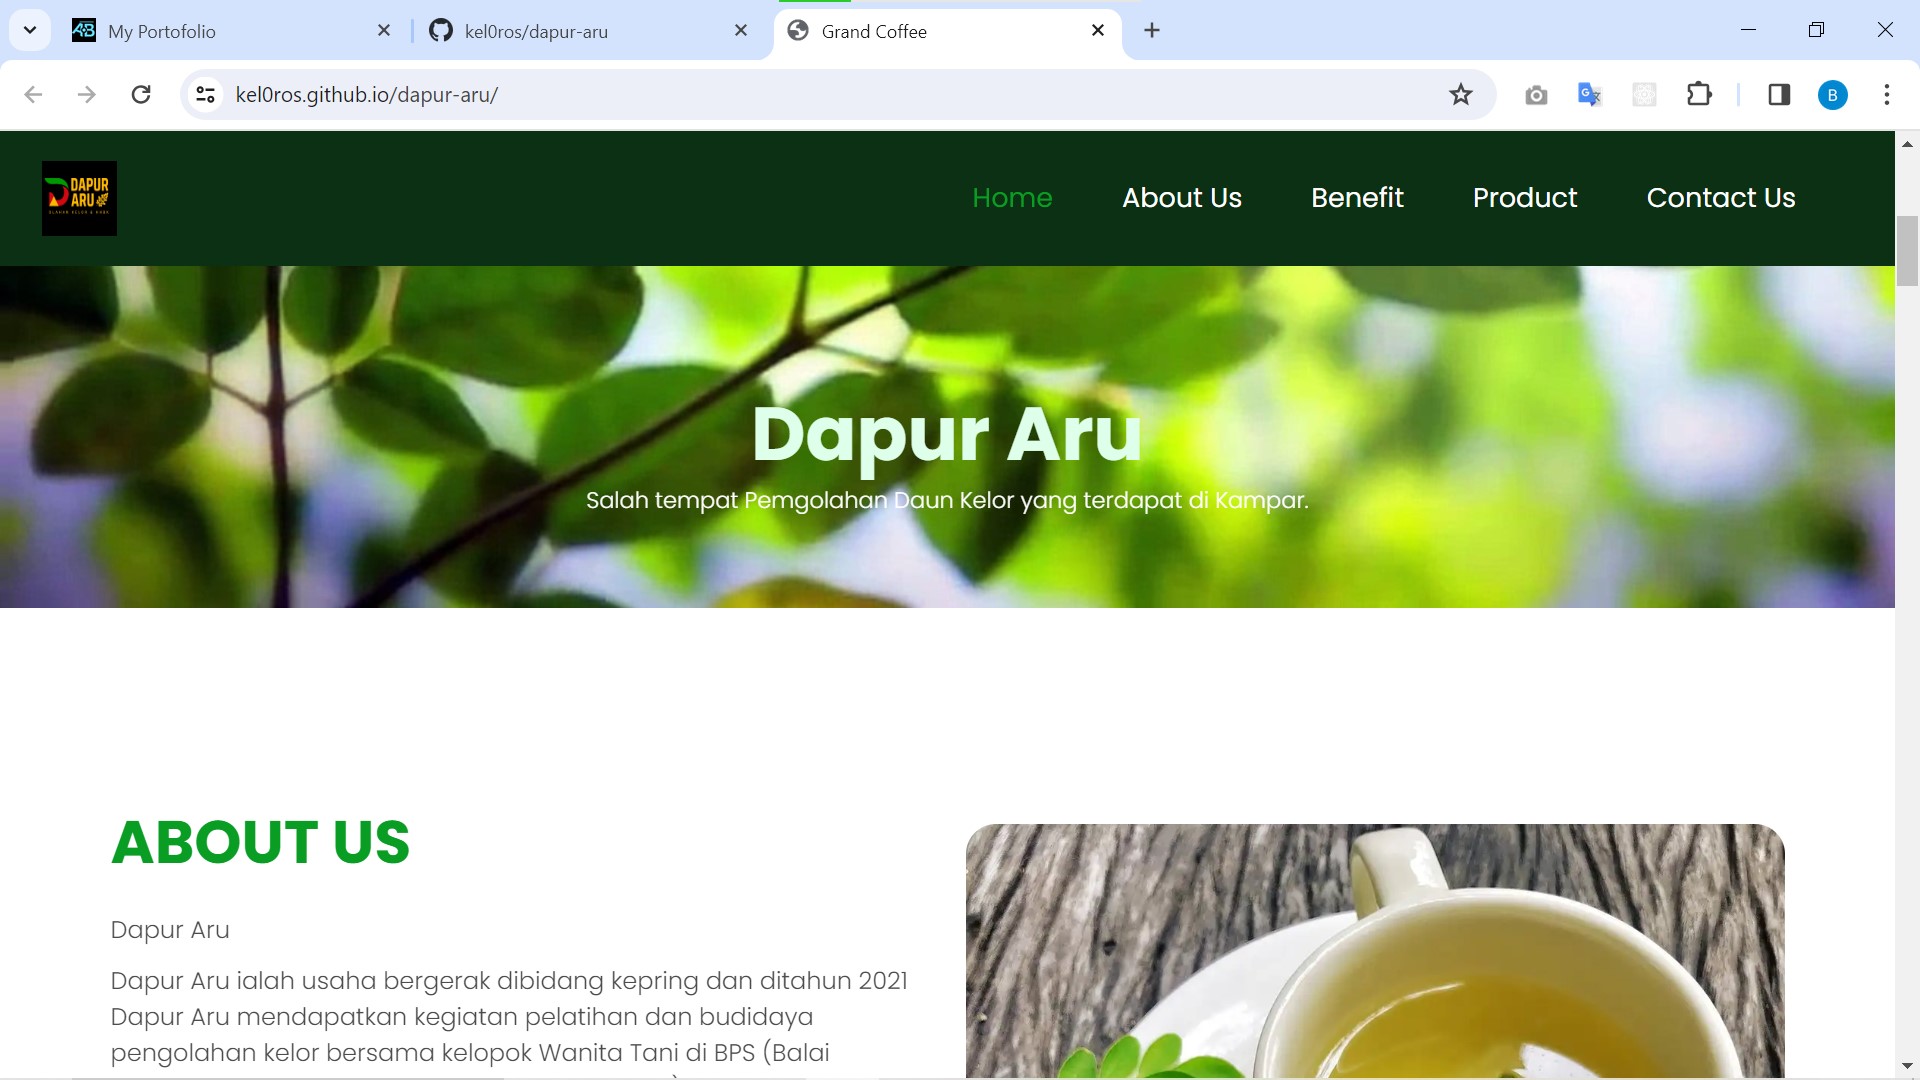 My Portofolio
kel0ros/dapur-aru
Grand Coffee
kel0ros.github.io/dapur-aru/
B
DAPUR
ARU
Home
About Us
Benefit
Product
Contact Us
Dapur Aru
Salah tempat Pemgolahan Daun Kelor yang terdapat di Kampar.
ABOUT US
Dapur Aru
Dapur Aru ialah usaha bergerak dibidang kepring dan ditahun 2021
Dapur Aru mendapatkan kegiatan pelatihan dan budidaya
pengolahan kelor bersama kelopok Wanita Tani di BPS (Balai